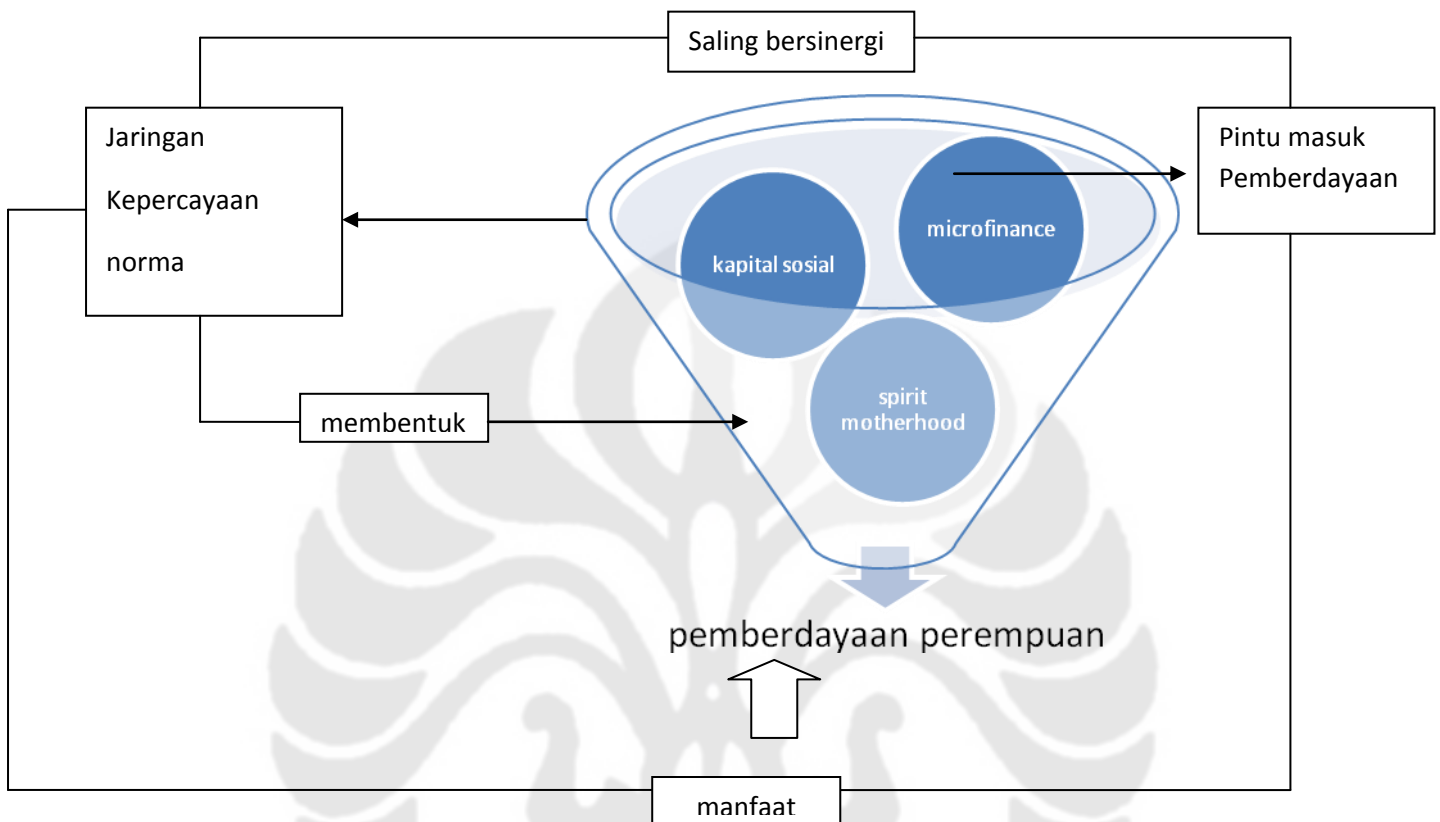 Saling bersinergi
Jaringan
Kepercayaan
norma
Pintu masuk
Pemberdayaan
microfinance
kapital sosial
spirit
motherhood
membentuk
pemberdayaan perempuan
manfaat